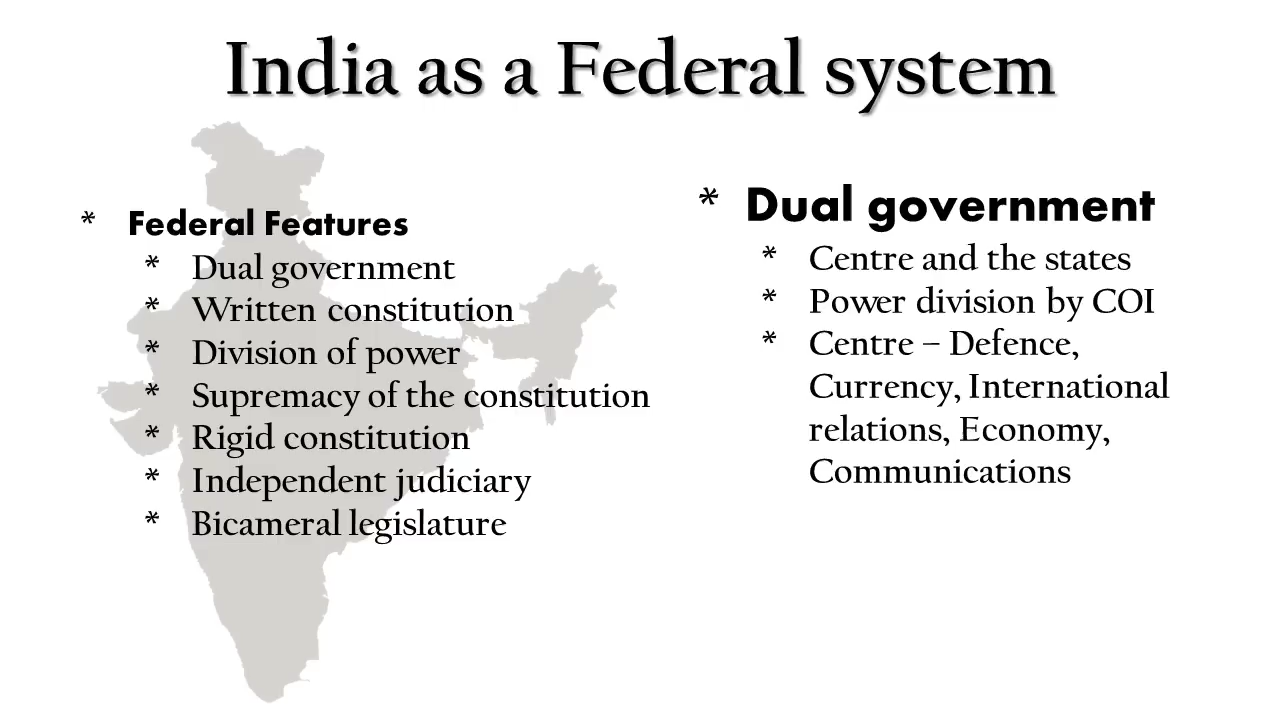 India as a Federal system
* Federal Features
* Dual government
* Written constitution
* Division of power
* Supremacy of the constitution
* Rigid constitution
* Independent judiciary
* Bicameral legislature
* Dual government
* Centre and the states
* Power division by COI
* Centre – Defence,
Currency, International
relations, Economy,
Communications